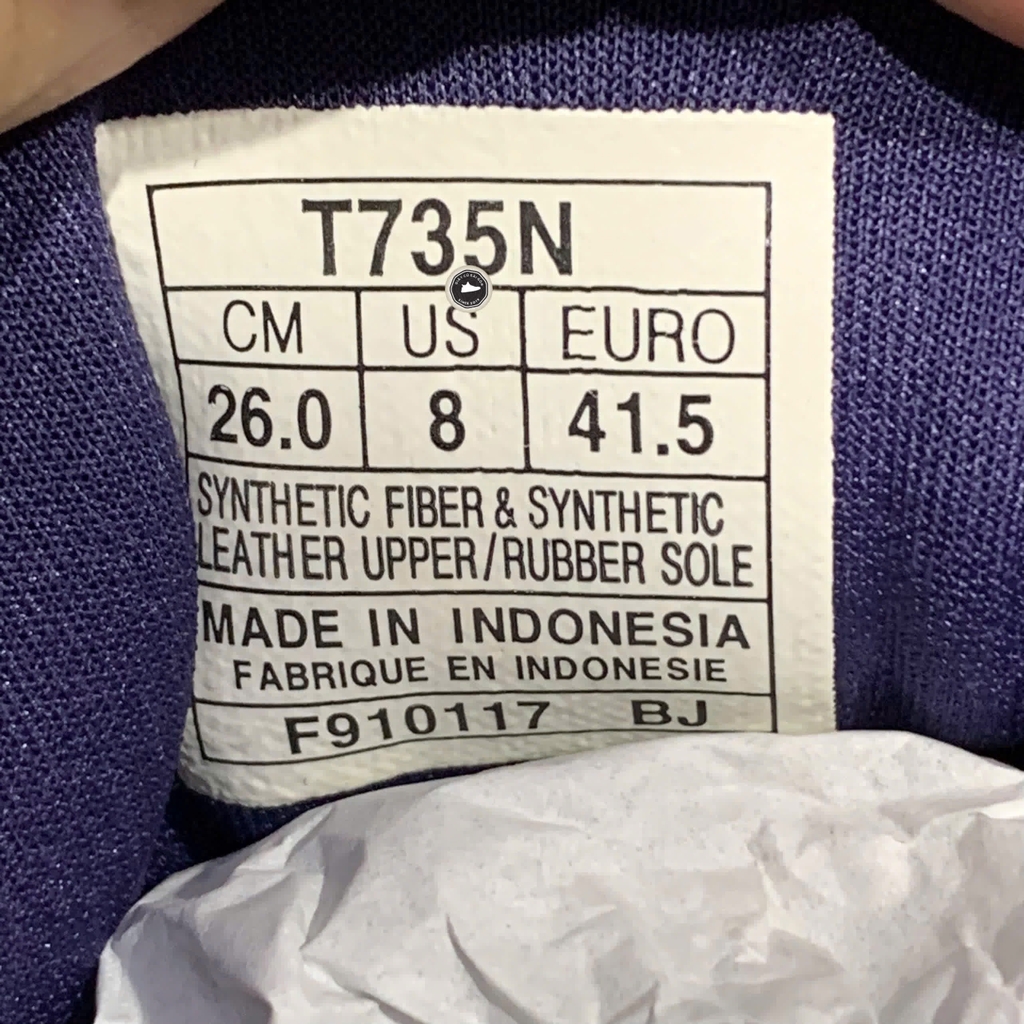 T735N
CM US EURO
26.0 8 41.5
SYNTHETIC FIBER & SYNTHETIC
LEATHER UPPER/RUBBER SOLE
MADE IN INDONESIA
FABRIQUE EN INDONESIE
F910117 BJ